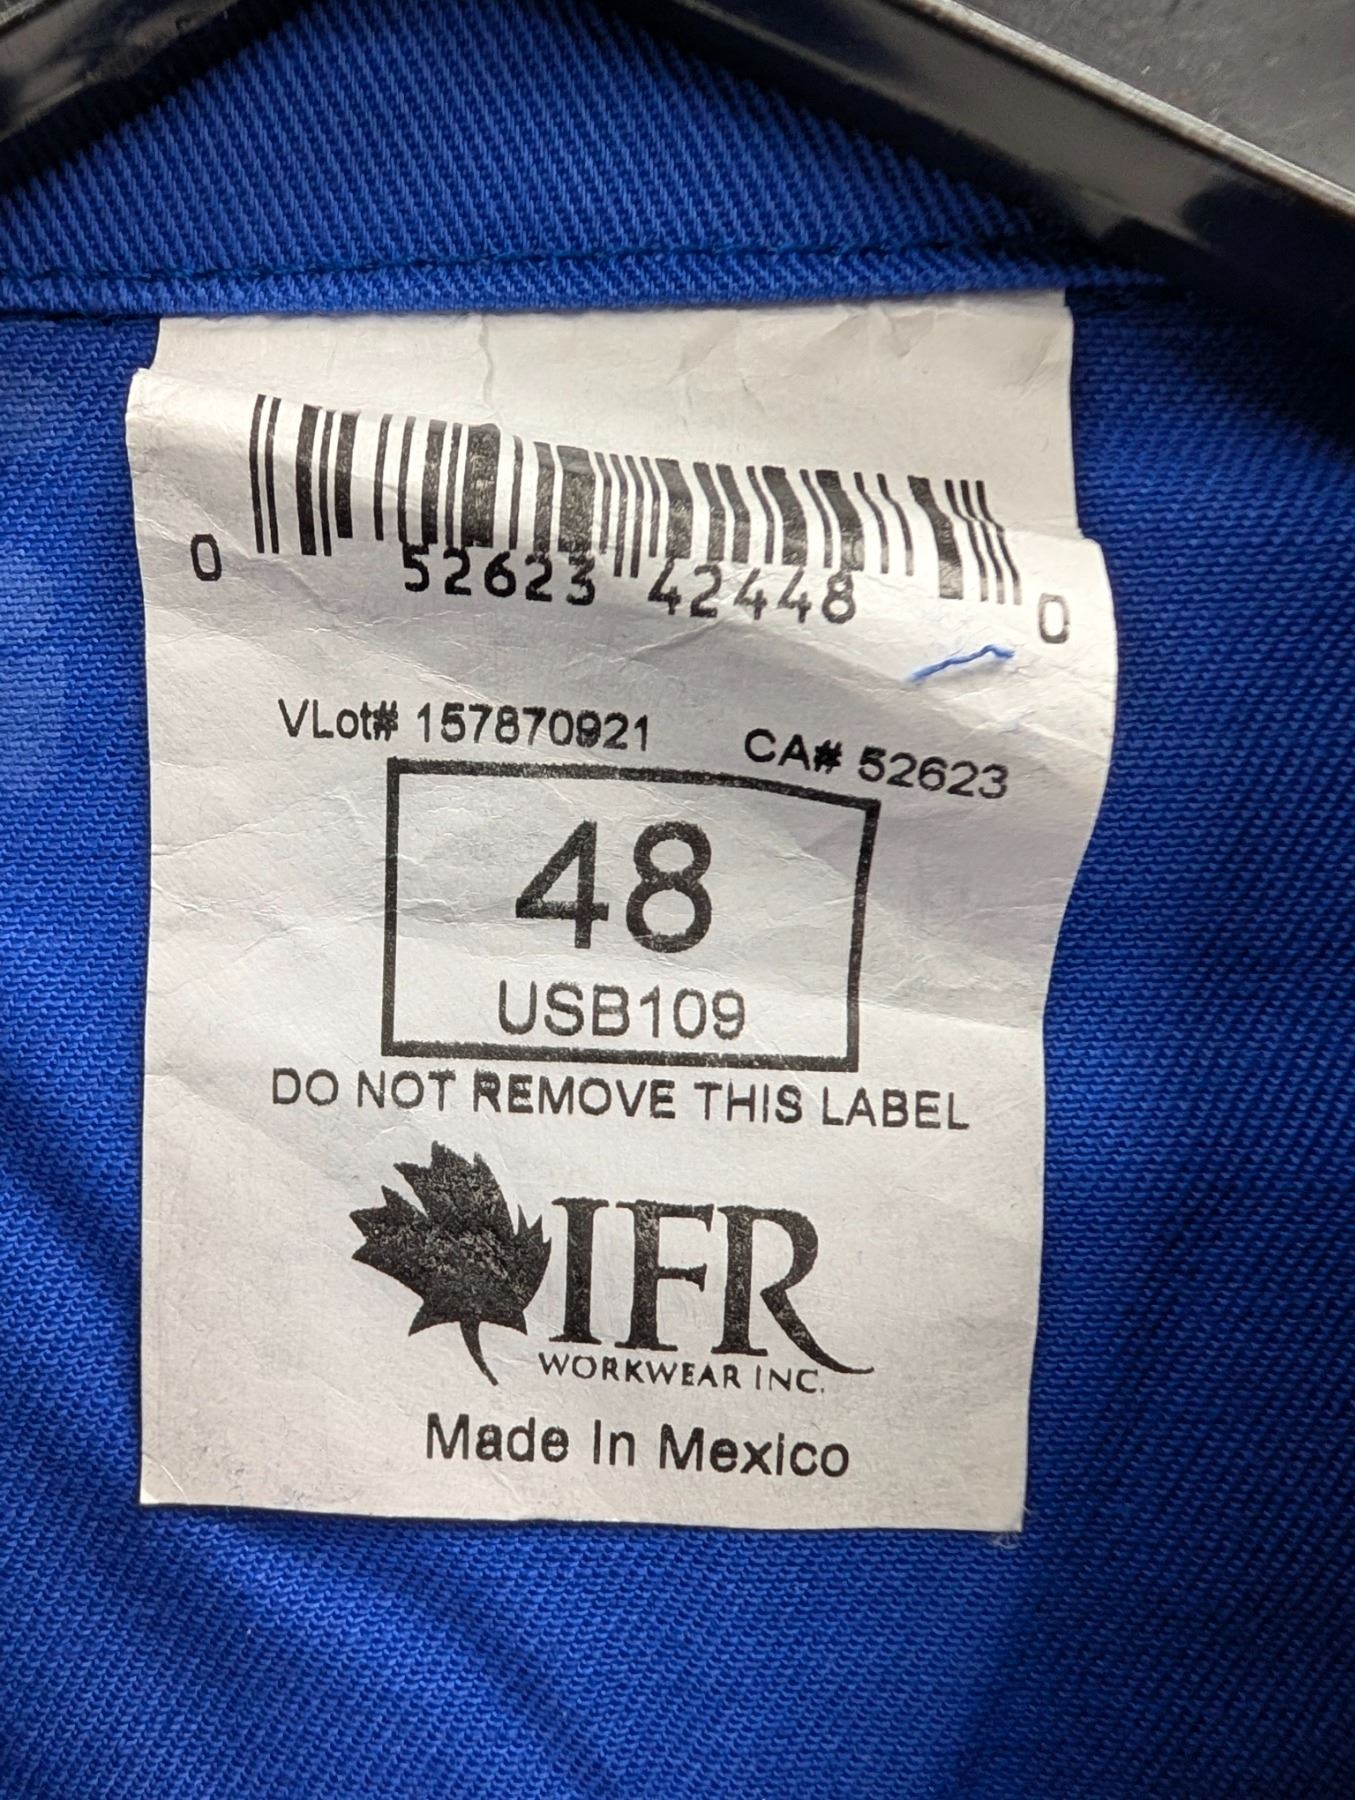 0 52623 42448 0
VLot# 157870921 CA# 52623
48
USB109
DO NOT REMOVE THIS LABEL
IFR
WORKWEAR INC.
Made In Mexico